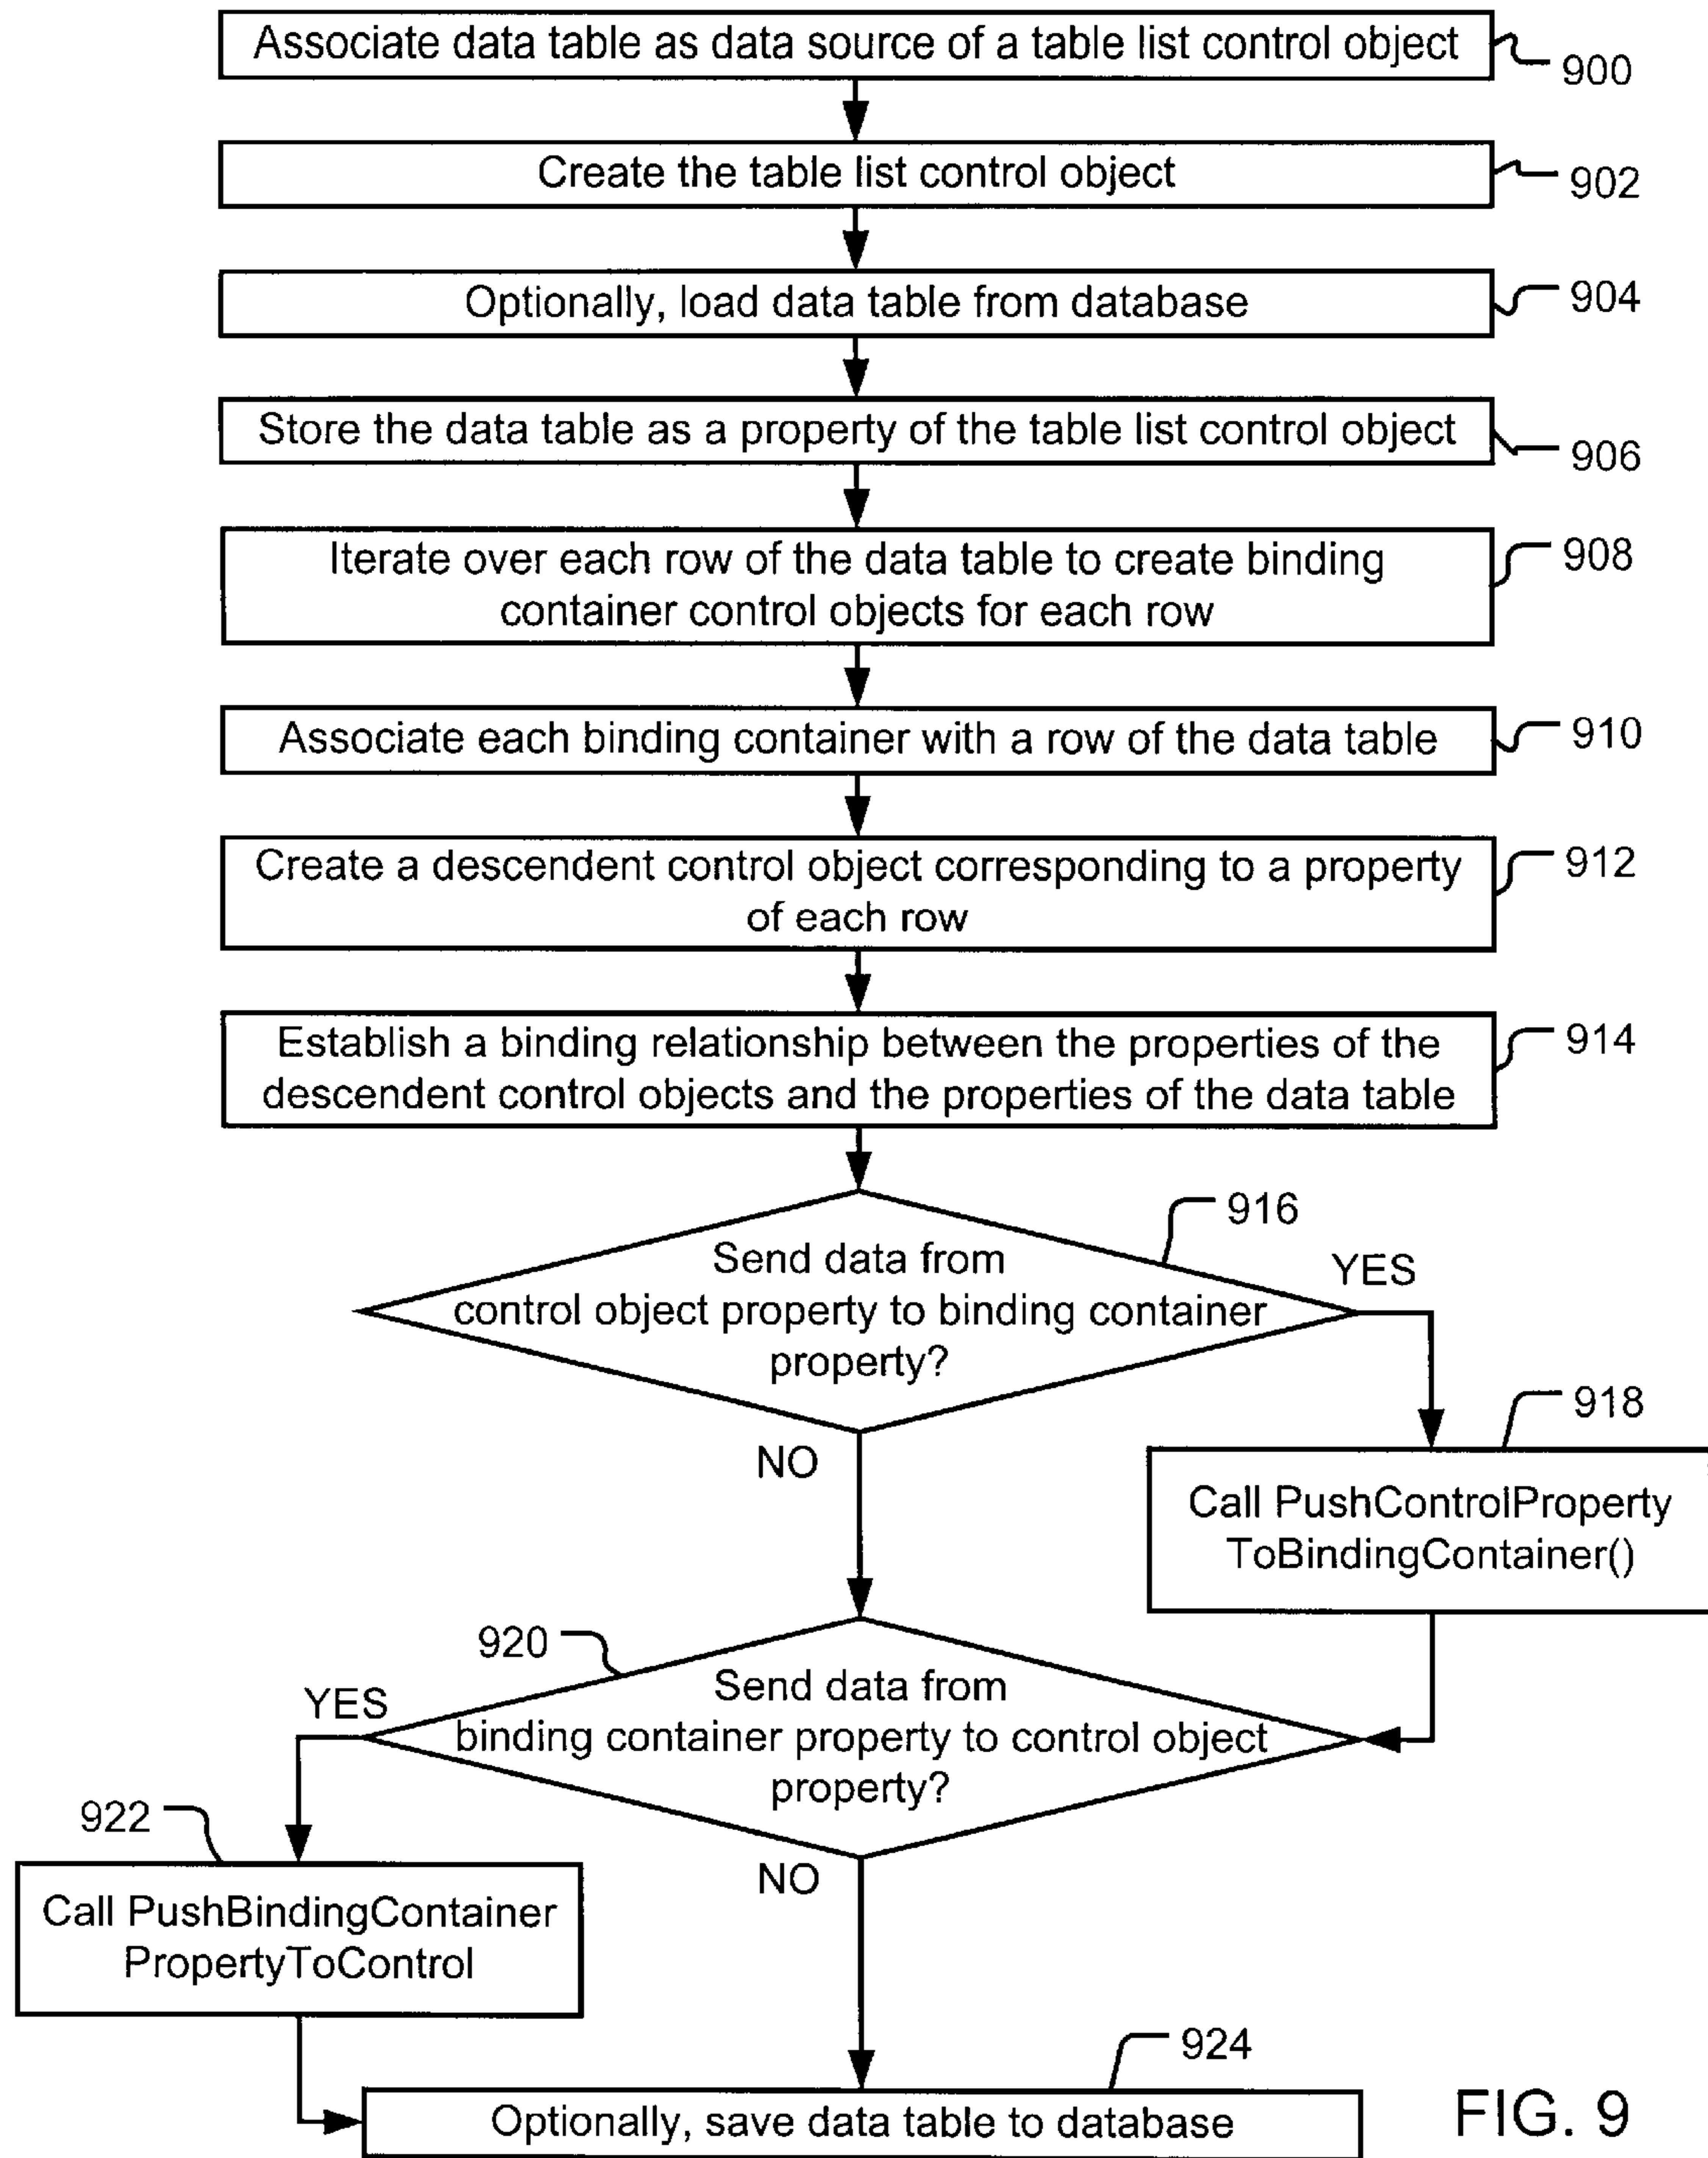 Associate data table as data source of a table list control object
900
Create the table list control object
902
Optionally, load data table from database
904
Store the data table as a property of the table list control object
906
Iterate over each row of the data table to create binding
container control objects for each row
908
Associate each binding container with a row of the data table
910
Create a descendent control object corresponding to a property
of each row
912
Establish a binding relationship between the properties of the
descendent control objects and the properties of the data table
914
916
Send data from
control object property to binding container
property?
YES
NO
918
Call PushControlProperty
ToBindingContainer()
920
Send data from
binding container property to control object
property?
YES
NO
922
Call PushBindingContainer
PropertyToControl
924
Optionally, save data table to database
FIG. 9